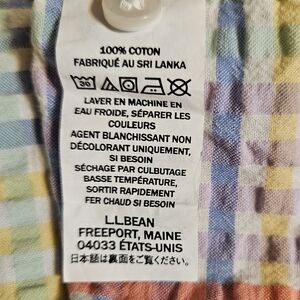 100% COTON
FABRIQUÉ AU SRI LANKA
30
LAVER EN MACHINE EN
EAU FROIDE, SÉPARER LES
COULEURS
AGENT BLANCHISSANT NON
DÉCOLORANT UNIQUEMENT,
SI BESOIN
SÉCHAGE PAR CULBUTAGE
BASSE TEMPÉRATURE,
SORTIR RAPIDEMENT
FER CHAUD SI BESOIN
L.L.BEAN
FREEPORT, MAINE
04033 ÉTATS-UNIS
日本語は裏面をご覧ください。